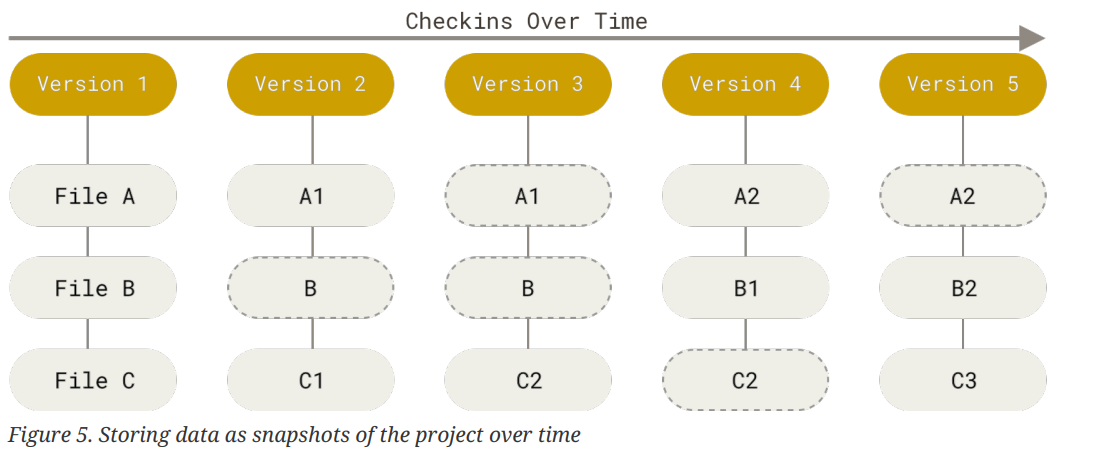 Checkins Over Time
Version 1 Version 2 Version 3 Version 4 Version 5
File A A1 A1 A2 A2
File B B B B1 B2
File C C1 C2 C2 C3
Figure 5. Storing data as snapshots of the project over time